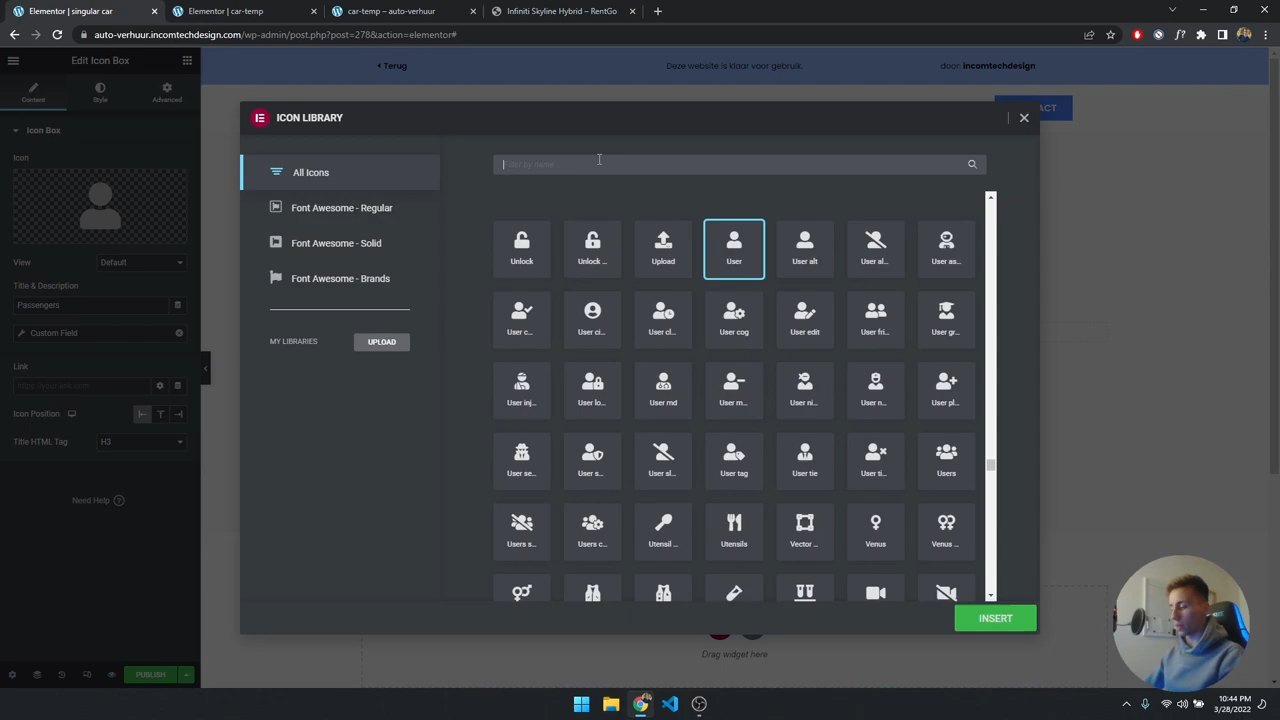 Elementor | singular car
Elementor | car-temp
car-temp – auto-verhuur
Infiniti Skyline Hybrid – RentGo
auto-verhuur.incomtechdesign.com/wp-admin/post.php?post=278&action=elementor#
Edit Icon Box
Terug
Deze website is klaar voor gebruik.
door: incomtechdesign
Content
Style
Advanced
ICON LIBRARY
Icon Box
Filter by name...
Icon
All Icons
Font Awesome - Regular
Font Awesome - Solid
Font Awesome - Brands
Unlock
Unlock ...
Upload
User
User alt
User al...
User as...
View
Default
Title & Description
Passengers
User c...
User ci...
User cl...
User cog
User edit
User fri...
User gr...
Custom Field
MY LIBRARIES
UPLOAD
Link
https://your-link.com
User inj...
User lo...
User md
User m...
User ni...
User n...
User pl...
Icon Position
Title HTML Tag
H3
User se...
User s...
User sl...
User tag
User tie
User ti...
Users
Need Help
Users s...
Users c...
Utensil ...
Utensils
Vector ...
Venus
Venus ...
INSERT
Drag widget here
PUBLISH
10:44 PM
3/28/2022